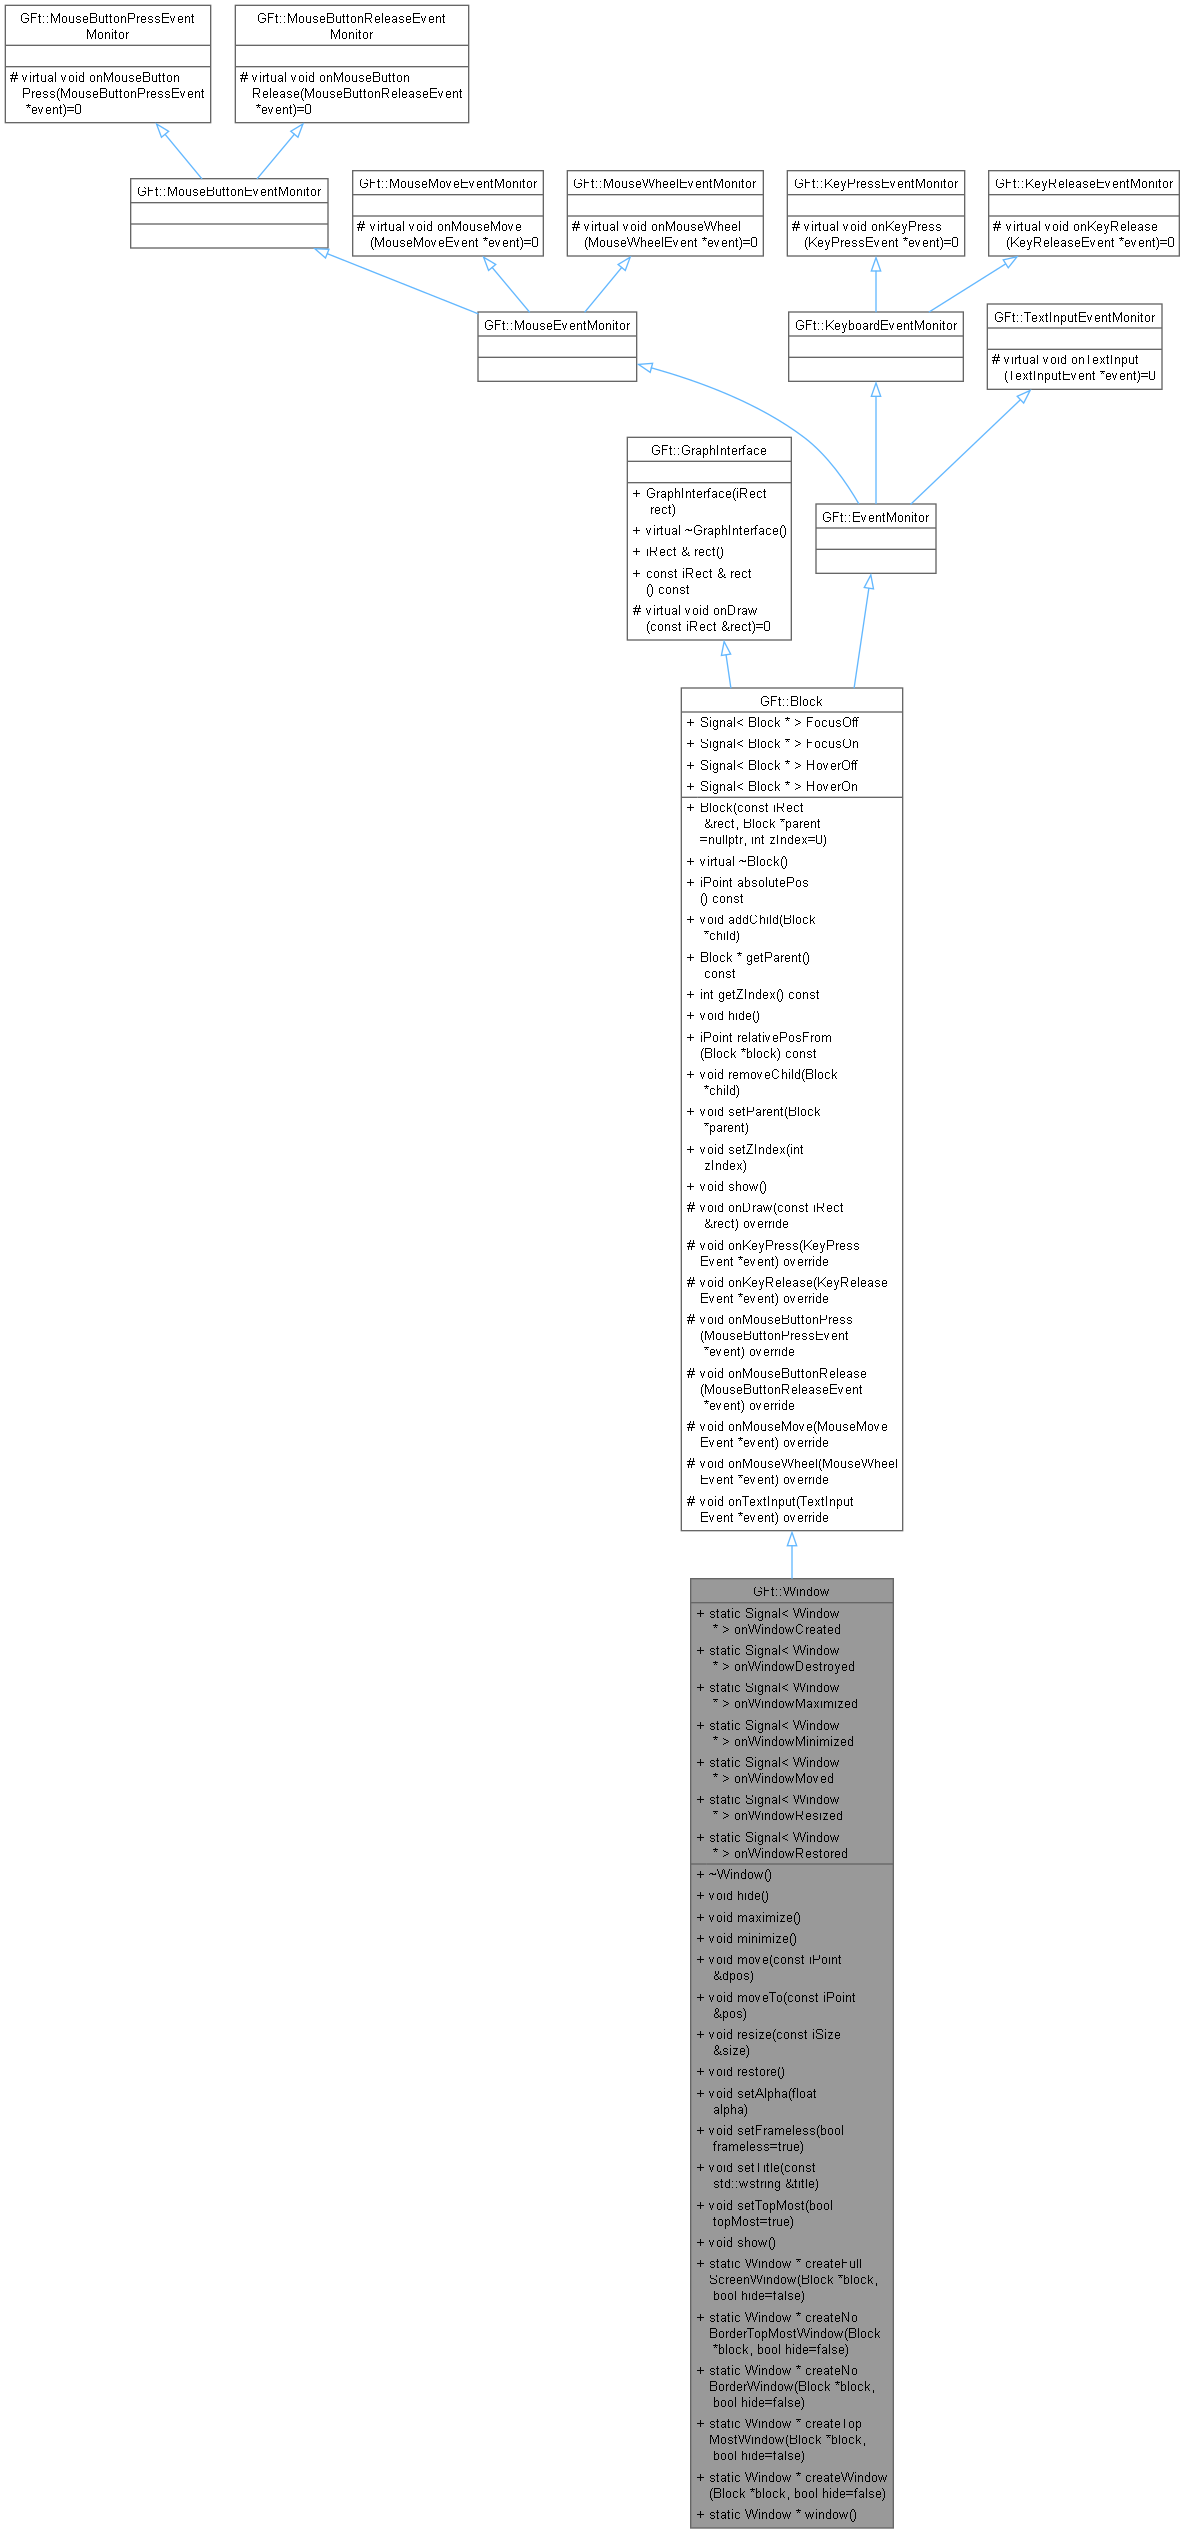 GFt::MouseButtonPressEvent
Monitor
# virtual void onMouseButton
Press(MouseButtonPressEvent
*event)=0
GFt::MouseButtonReleaseEvent
Monitor
# virtual void onMouseButton
Release(MouseButtonReleaseEvent
*event)=0
GFt::MouseButtonEventMonitor
GFt::MouseMoveEventMonitor
# virtual void onMouseMove
(MouseMoveEvent *event)=0
GFt::MouseWheelEventMonitor
# virtual void onMouseWheel
(MouseWheelEvent *event)=0
GFt::KeyPressEventMonitor
# virtual void onKeyPress
(KeyPressEvent *event)=0
GFt::KeyReleaseEventMonitor
# virtual void onKeyRelease
(KeyReleaseEvent *event)=0
GFt::MouseEventMonitor
GFt::KeyboardEventMonitor
GFt::TextInputEventMonitor
# virtual void onTextInput
(TextInputEvent *event)=0
GFt::GraphInterface
+ GraphInterface(iRect
rect)
+ virtual ~GraphInterface()
+ iRect & rect()
+ const iRect & rect
() const
# virtual void onDraw
(const iRect &rect)=0
GFt::EventMonitor
GFt::Block
+ Signal< Block * > FocusOff
+ Signal< Block * > FocusOn
+ Signal< Block * > HoverOff
+ Signal< Block * > HoverOn
+ Block(const iRect
&rect, Block *parent
=nullptr, int zIndex=0)
+ virtual ~Block()
+ iPoint absolutePos
() const
+ void addChild(Block
*child)
+ Block * getParent()
const
+ int getZIndex() const
+ void hide()
+ iPoint relativePosFrom
(Block *block) const
+ void removeChild(Block
*child)
+ void setParent(Block
*parent)
+ void setZIndex(int
zIndex)
+ void show()
# void onDraw(const iRect
&rect) override
# void onKeyPress(KeyPress
Event *event) override
# void onKeyRelease(KeyRelease
Event *event) override
# void onMouseButtonPress
(MouseButtonPressEvent
*event) override
# void onMouseButtonRelease
(MouseButtonReleaseEvent
*event) override
# void onMouseMove(MouseMove
Event *event) override
# void onMouseWheel(MouseWheel
Event *event) override
# void onTextInput(TextInput
Event *event) override
GFt::Window
+ static Signal< Window
* > onWindowCreated
+ static Signal< Window
* > onWindowDestroyed
+ static Signal< Window
* > onWindowMaximized
+ static Signal< Window
* > onWindowMinimized
+ static Signal< Window
* > onWindowMoved
+ static Signal< Window
* > onWindowResized
+ static Signal< Window
* > onWindowRestored
+ ~Window()
+ void hide()
+ void maximize()
+ void minimize()
+ void move(const iPoint
&dpos)
+ void moveTo(const iPoint
&pos)
+ void resize(const iSize
&size)
+ void restore()
+ void setAlpha(float
alpha)
+ void setFrameless(bool
frameless=true)
+ void setTitle(const
std::wstring &title)
+ void setTopMost(bool
topMost=true)
+ void show()
+ static Window * createFull
ScreenWindow(Block *block,
bool hide=false)
+ static Window * createNo
BorderTopMostWindow(Block
*block, bool hide=false)
+ static Window * createNo
BorderWindow(Block *block,
bool hide=false)
+ static Window * createTop
MostWindow(Block *block,
bool hide=false)
+ static Window * createWindow
(Block *block, bool hide=false)
+ static Window * window()